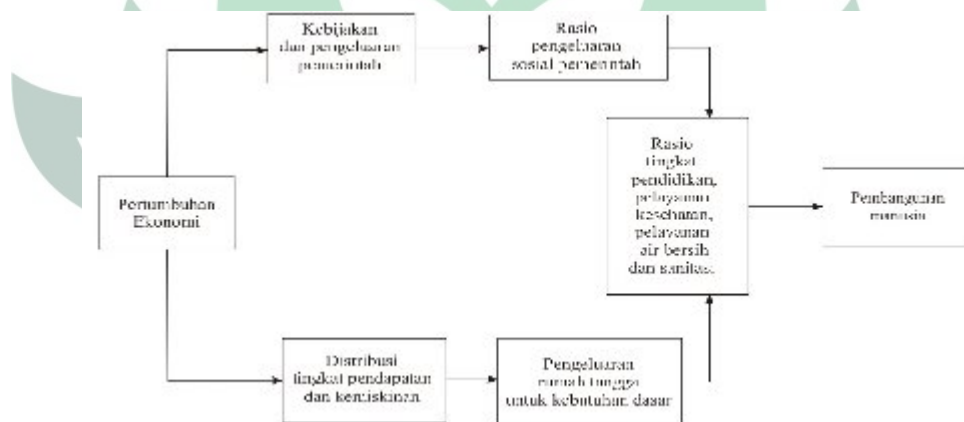 Kebijakan
dan pengeluaran
pemerintah
Rasio
pengeluaran
sosial pemerintah
Rasio
tingkat
pendidikan,
pelayanan
kesehatan,
pelayanan
air bersih
dan sanitasi
Pertumbuhan
Ekonomi
Pembangunan
manusia
Distribusi
tingkat pendapatan
dan kemiskinan
Pengeluaran
rumah tangga
untuk kebutuhan dasar